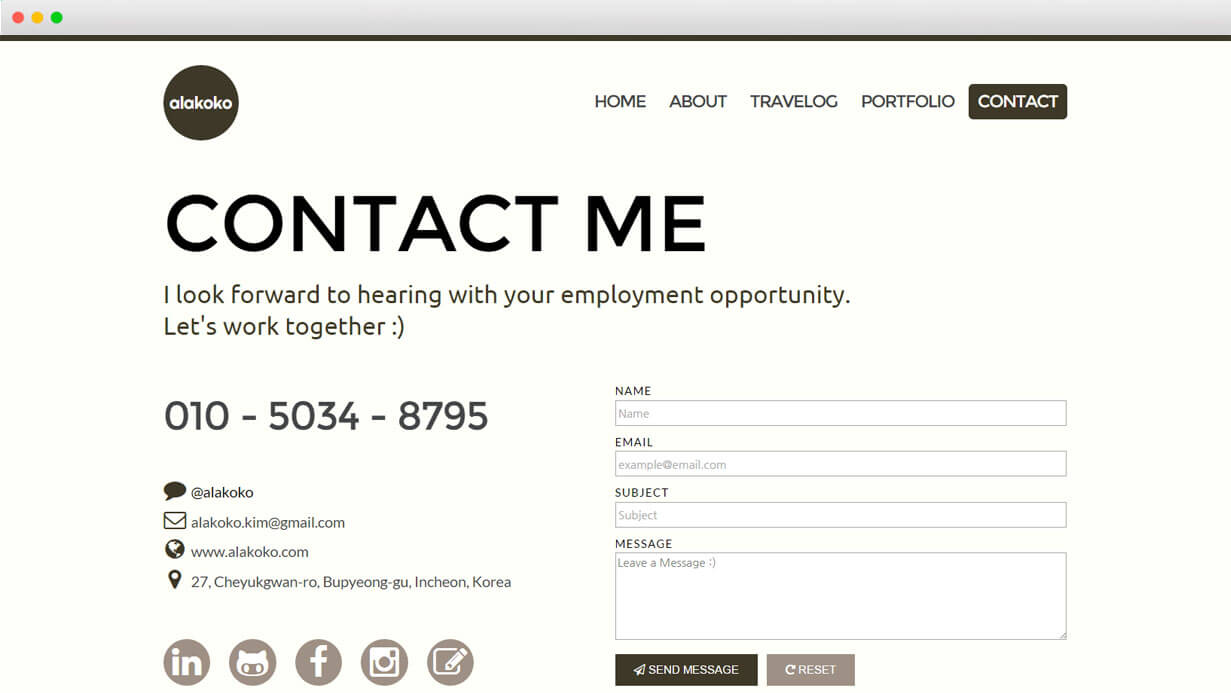 alakoko
HOME ABOUT TRAVELOG PORTFOLIO CONTACT
CONTACT ME
I look forward to hearing with your employment opportunity.
Let's work together :)
010 - 5034 - 8795
@alakoko
alakoko.kim@gmail.com
www.alakoko.com
27, Cheyukgwan-ro, Bupyeong-gu, Incheon, Korea
NAME
Name
EMAIL
example@email.com
SUBJECT
Subject
MESSAGE
Leave a Message :)
SEND MESSAGE RESET